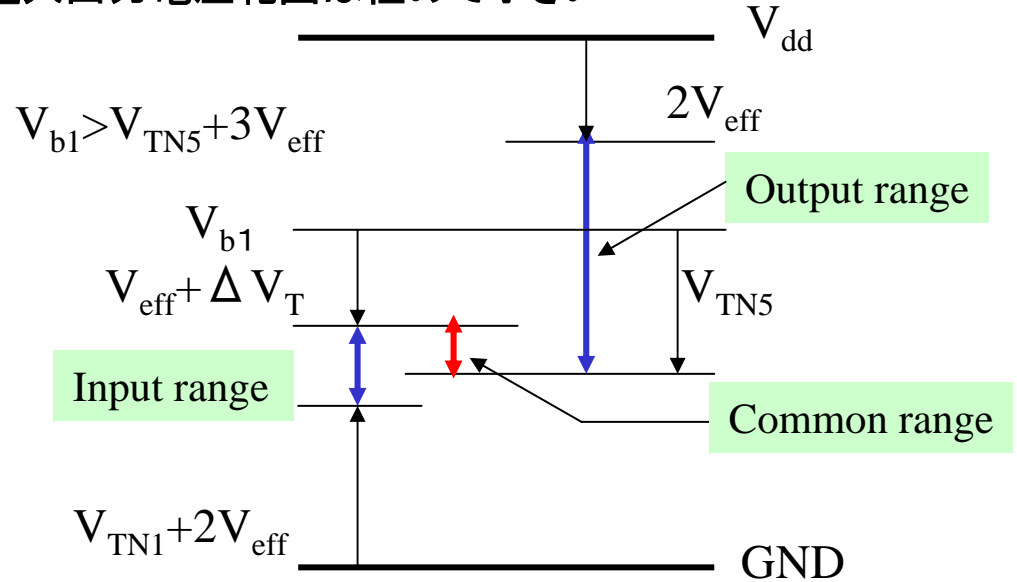 V_dd
2V_eff
V_b1>V_TN5+3V_eff
Output range
V_b1
V_eff+ΔV_T
V_TN5
Input range
Common range
V_TN1+2V_eff
GND